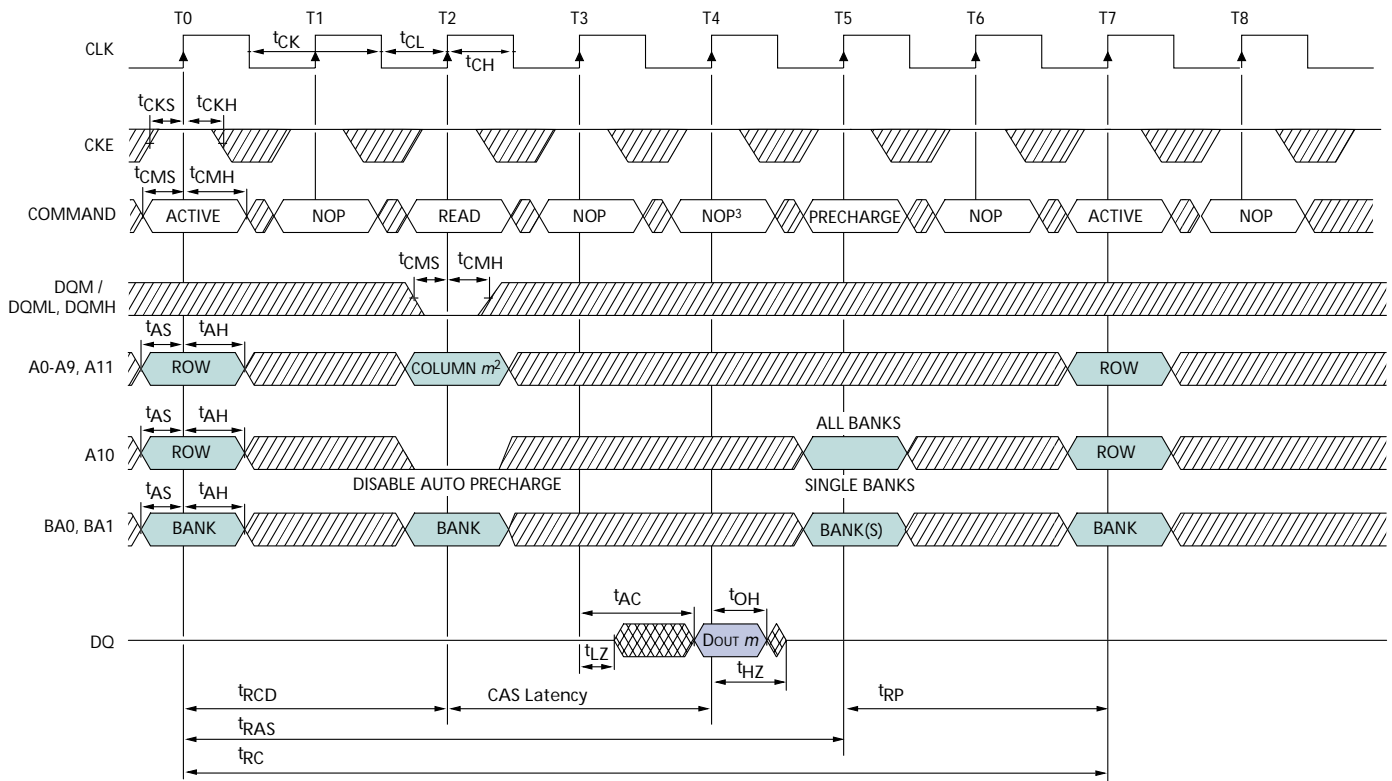 T0 T1 T2 T3 T4 T5 T6 T7 T8
CLK
tCK tCL
tCH
tCKS tCKH
CKE
tCMS tCMH
COMMAND ACTIVE NOP READ NOP NOP³ PRECHARGE NOP ACTIVE NOP
tCMS tCMH
DQM /
DQML, DQMH
tAS tAH
A0-A9, A11 ROW COLUMN m² ROW
tAS tAH ALL BANKS
A10 ROW ROW
DISABLE AUTO PRECHARGE SINGLE BANKS
tAS tAH
BA0, BA1 BANK BANK BANK(S) BANK
tAC tOH
DQ DOUT m
tLZ tHZ
tRCD CAS Latency tRP
tRAS
tRC